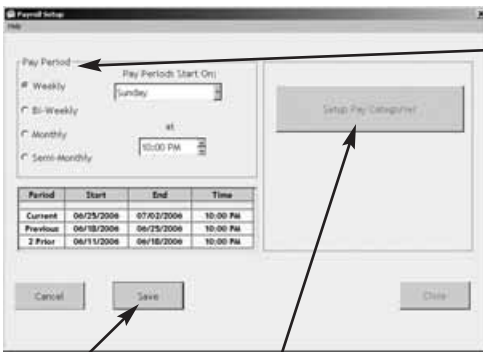 Payroll Setup
Help
Pay Period
Pay Periods Start On:
Weekly
Sunday
Bi-Weekly
at
Monthly
10:00 PM
Semi-Monthly
Setup Pay Categories
Period Start End Time
Current 06/25/2006 07/02/2006 10:00 PM
Previous 06/18/2006 06/25/2006 10:00 PM
2 Prior 06/11/2006 06/18/2006 10:00 PM
Cancel
Save
Close